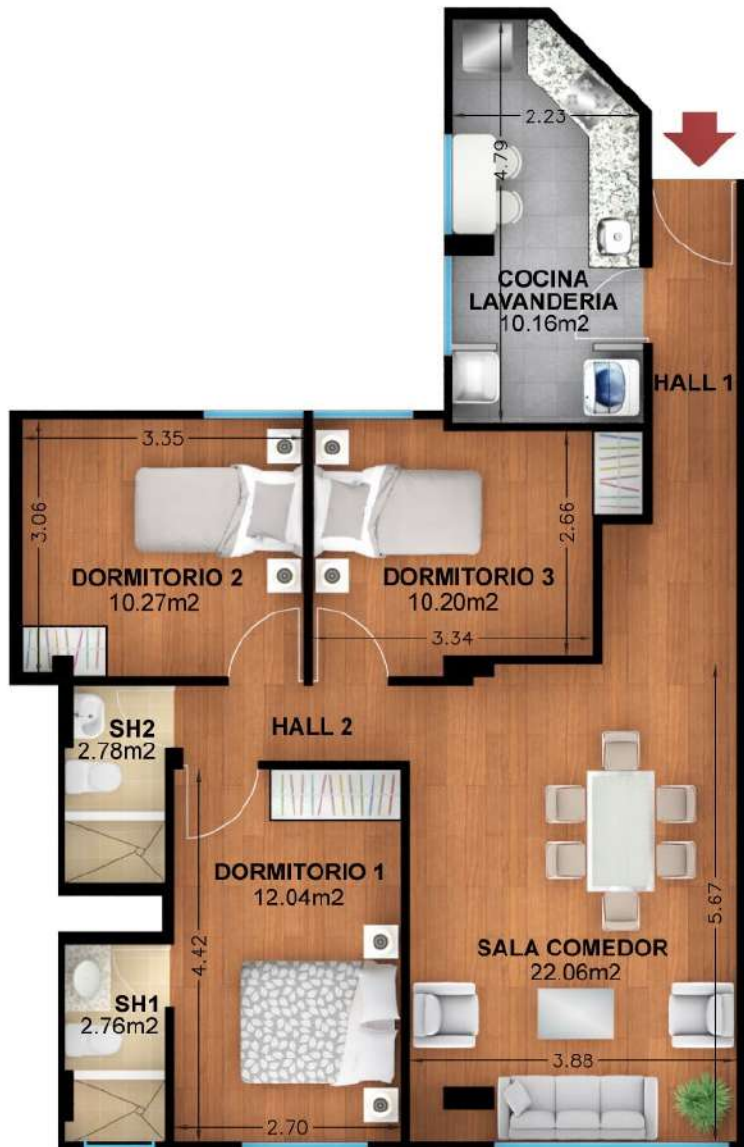 2.23
4.79
COCINA
LAVANDERIA
10.16m2
HALL 1
3.35
3.06
2.66
DORMITORIO 2
10.27m2
DORMITORIO 3
10.20m2
3.34
SH2
2.78m2
HALL 2
DORMITORIO 1
12.04m2
4.42
5.67
SALA COMEDOR
22.06m2
SH1
2.76m2
3.88
2.70